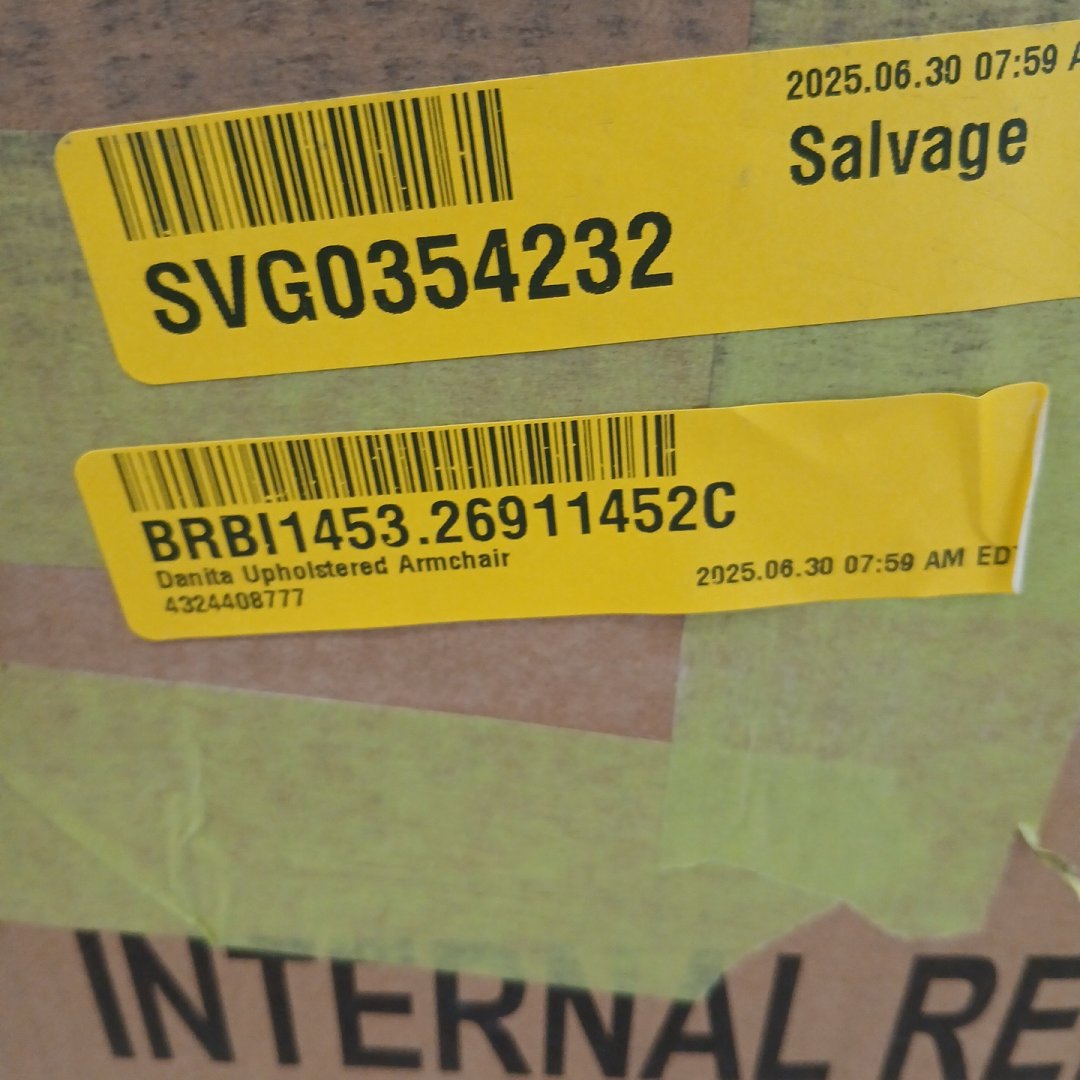 2025.06.30 07:59 A
Salvage
SVG0354232
BRBI1453.26911452C
Danita Upholstered Armchair
4324408777
2025.06.30 07:59 AM ED
INTERNAL RE